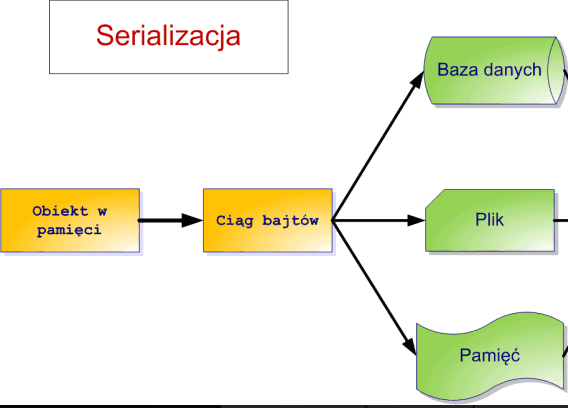 Serializacja
Baza danych
Obiekt w
pamięci
Ciąg bajtów
Plik
Pamięć